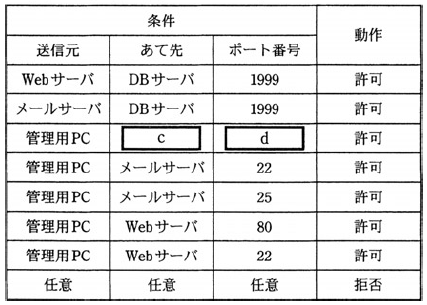 条件 動作
送信元 あて先 ポート番号
Webサーバ DBサーバ 1999 許可
メールサーバ DBサーバ 1999 許可
管理用PC c d 許可
管理用PC メールサーバ 22 許可
管理用PC メールサーバ 25 許可
管理用PC Webサーバ 80 許可
管理用PC Webサーバ 22 許可
任意 任意 任意 拒否